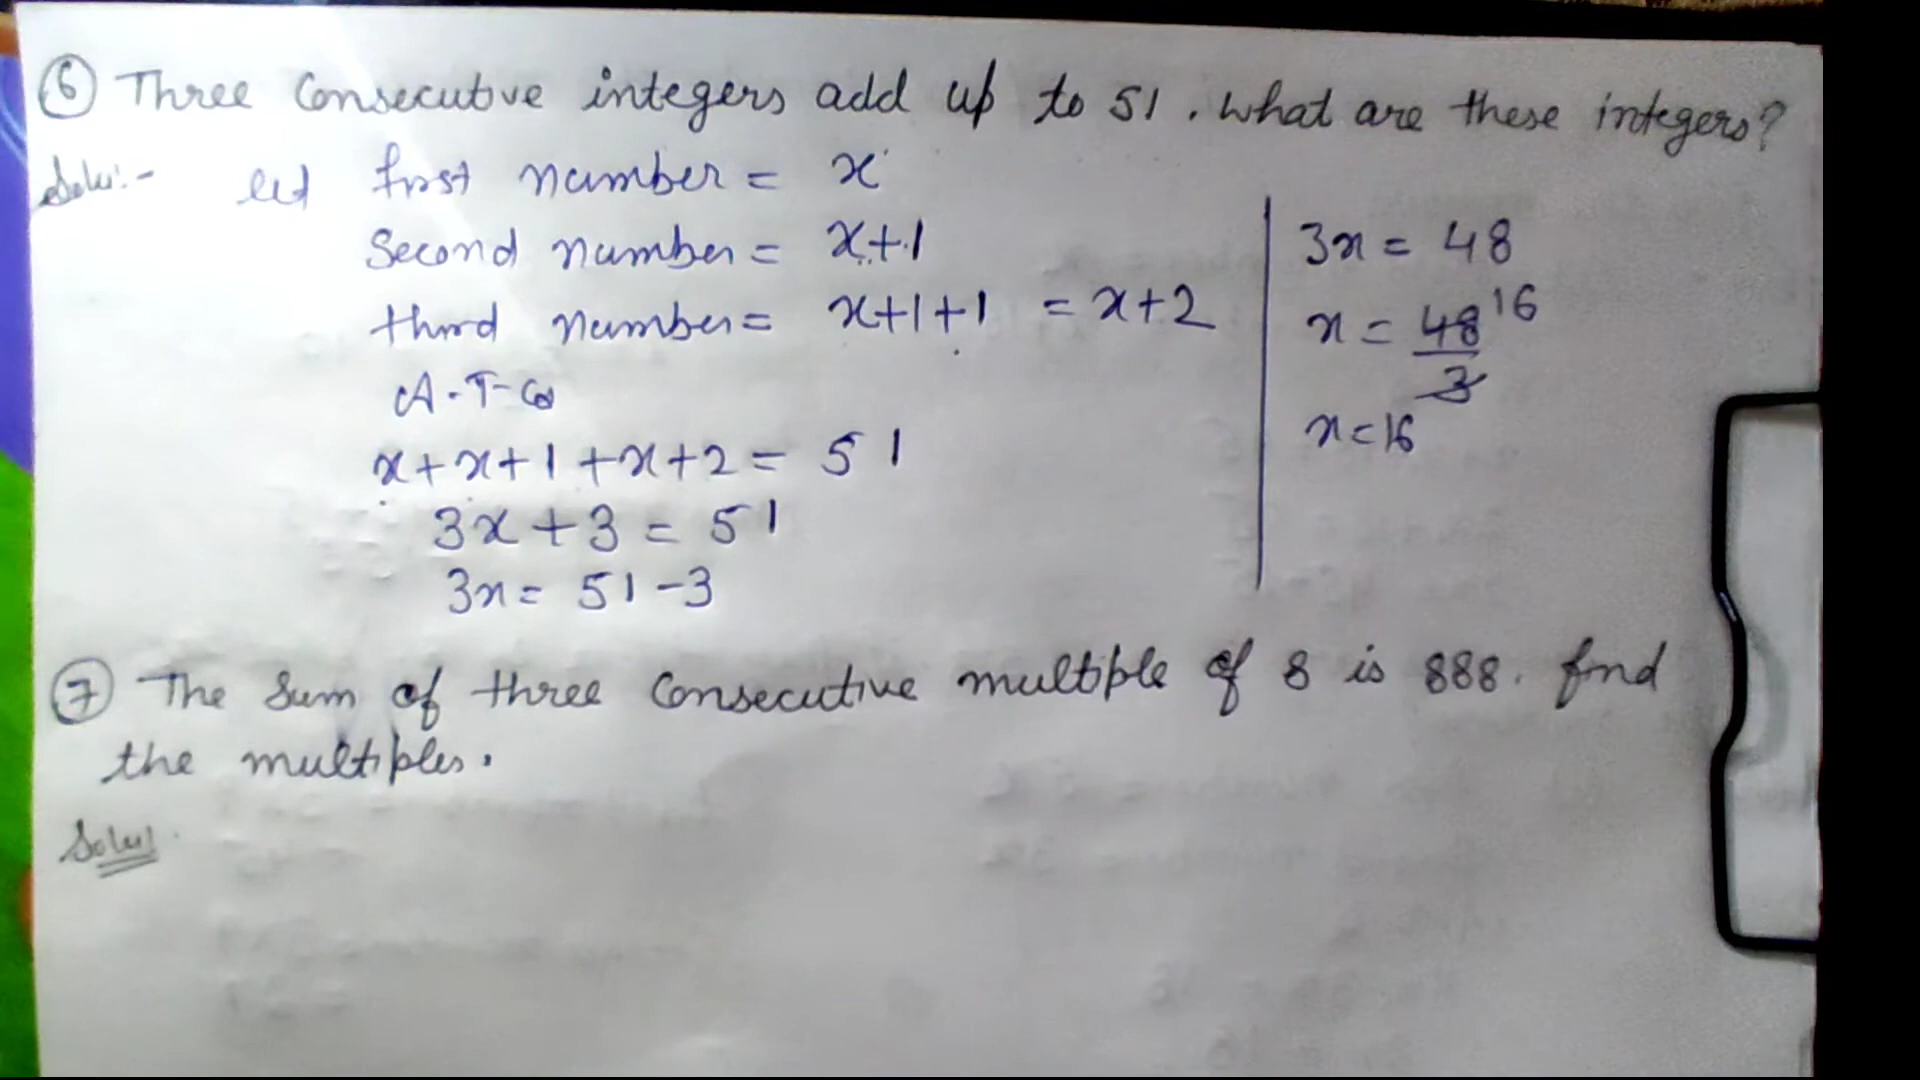 6 Three Consecutive integers add up to 51. What are these integers?
Solu:- let first number = x
Second number = x+1
third number = x+1+1 = x+2
A.T.Q
x+x+1+x+2 = 51
3x+3 = 51
3x = 51-3
3x = 48
x = 48/3 16
x=16
7 The Sum of three Consecutive multiple of 8 is 888. find
the multiples.
Solu